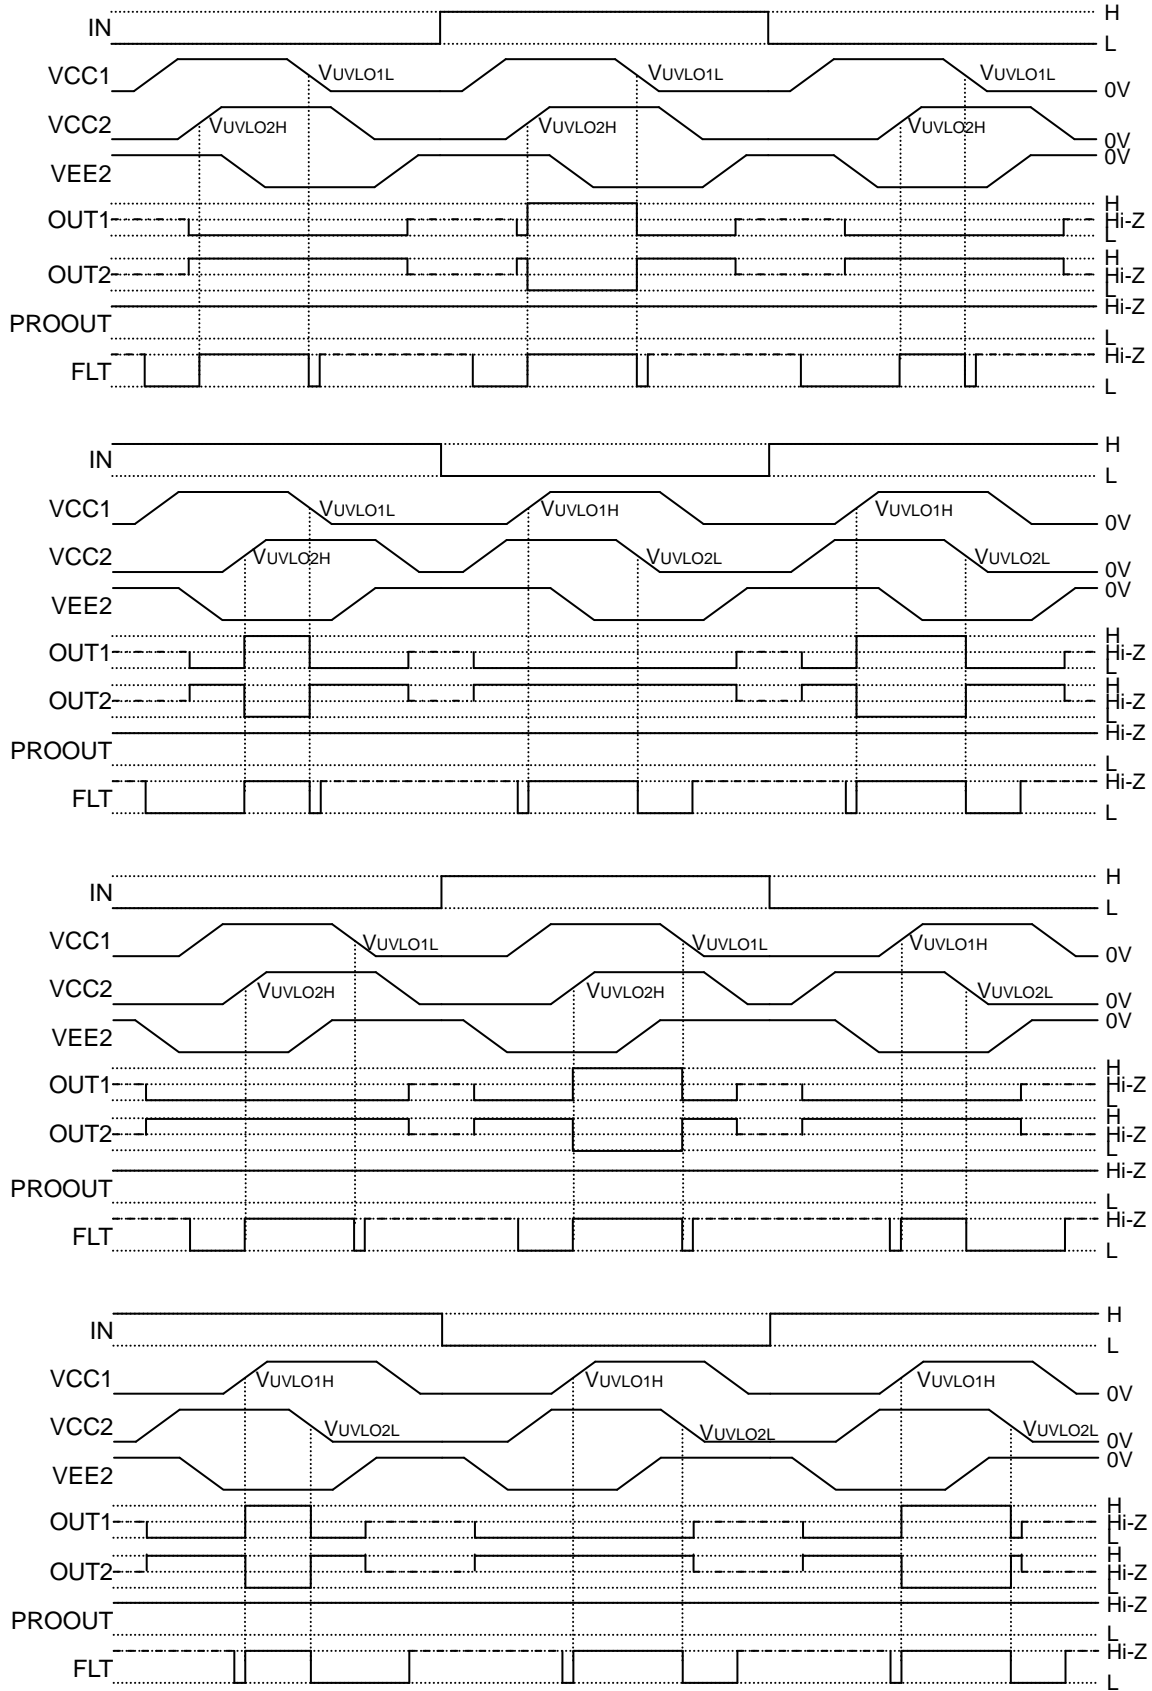 IN H
L
VCC1 VUVLO1L VUVLO1L VUVLO1L 0V
VCC2 VUVLO2H VUVLO2H VUVLO2H 0V
VEE2 0V
OUT1 H
Hi-Z
L
OUT2 H
Hi-Z
L
PROOUT Hi-Z
L
FLT Hi-Z
L
IN H
L
VCC1 VUVLO1L VUVLO1H VUVLO1H 0V
VCC2 VUVLO2H VUVLO2L VUVLO2L 0V
VEE2 0V
OUT1 H
Hi-Z
L
OUT2 H
Hi-Z
L
PROOUT Hi-Z
L
FLT Hi-Z
L
IN H
L
VCC1 VUVLO1L VUVLO1L VUVLO1H 0V
VCC2 VUVLO2H VUVLO2H VUVLO2L 0V
VEE2 0V
OUT1 H
Hi-Z
L
OUT2 H
Hi-Z
L
PROOUT Hi-Z
L
FLT Hi-Z
L
IN H
L
VCC1 VUVLO1H VUVLO1H VUVLO1H 0V
VCC2 VUVLO2L VUVLO2L VUVLO2L 0V
VEE2 0V
OUT1 H
Hi-Z
L
OUT2 H
Hi-Z
L
PROOUT Hi-Z
L
FLT Hi-Z
L